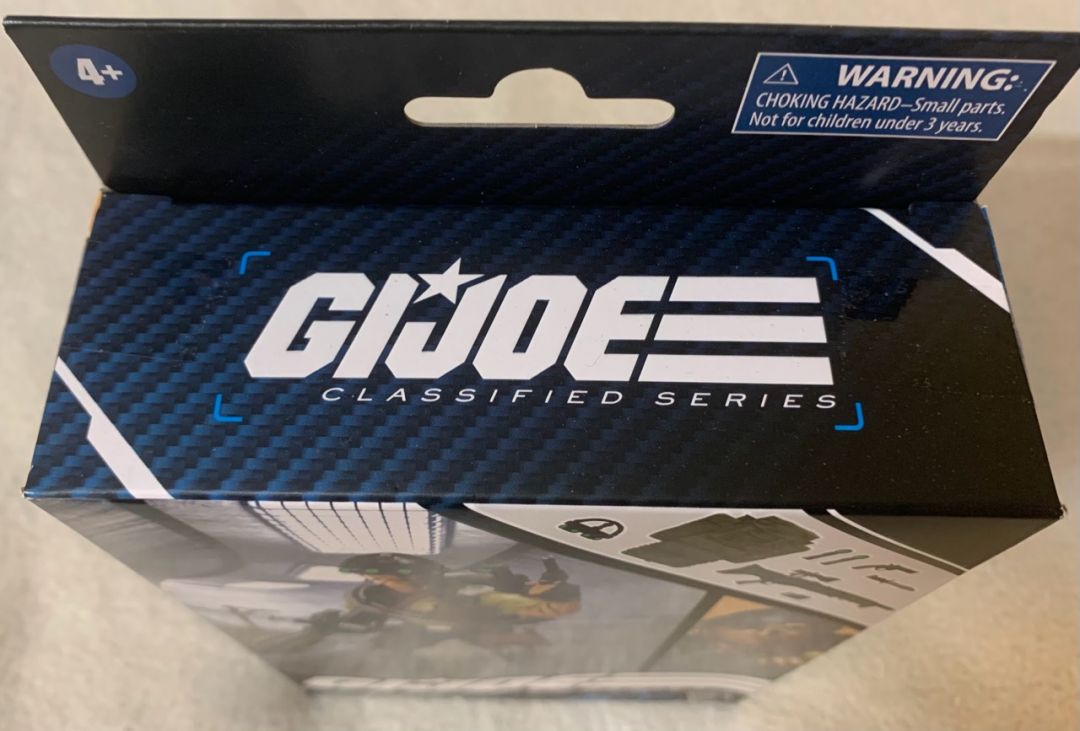 4+
WARNING:
CHOKING HAZARD–Small parts.
Not for children under 3 years.
GIJOE
CLASSIFIED SERIES